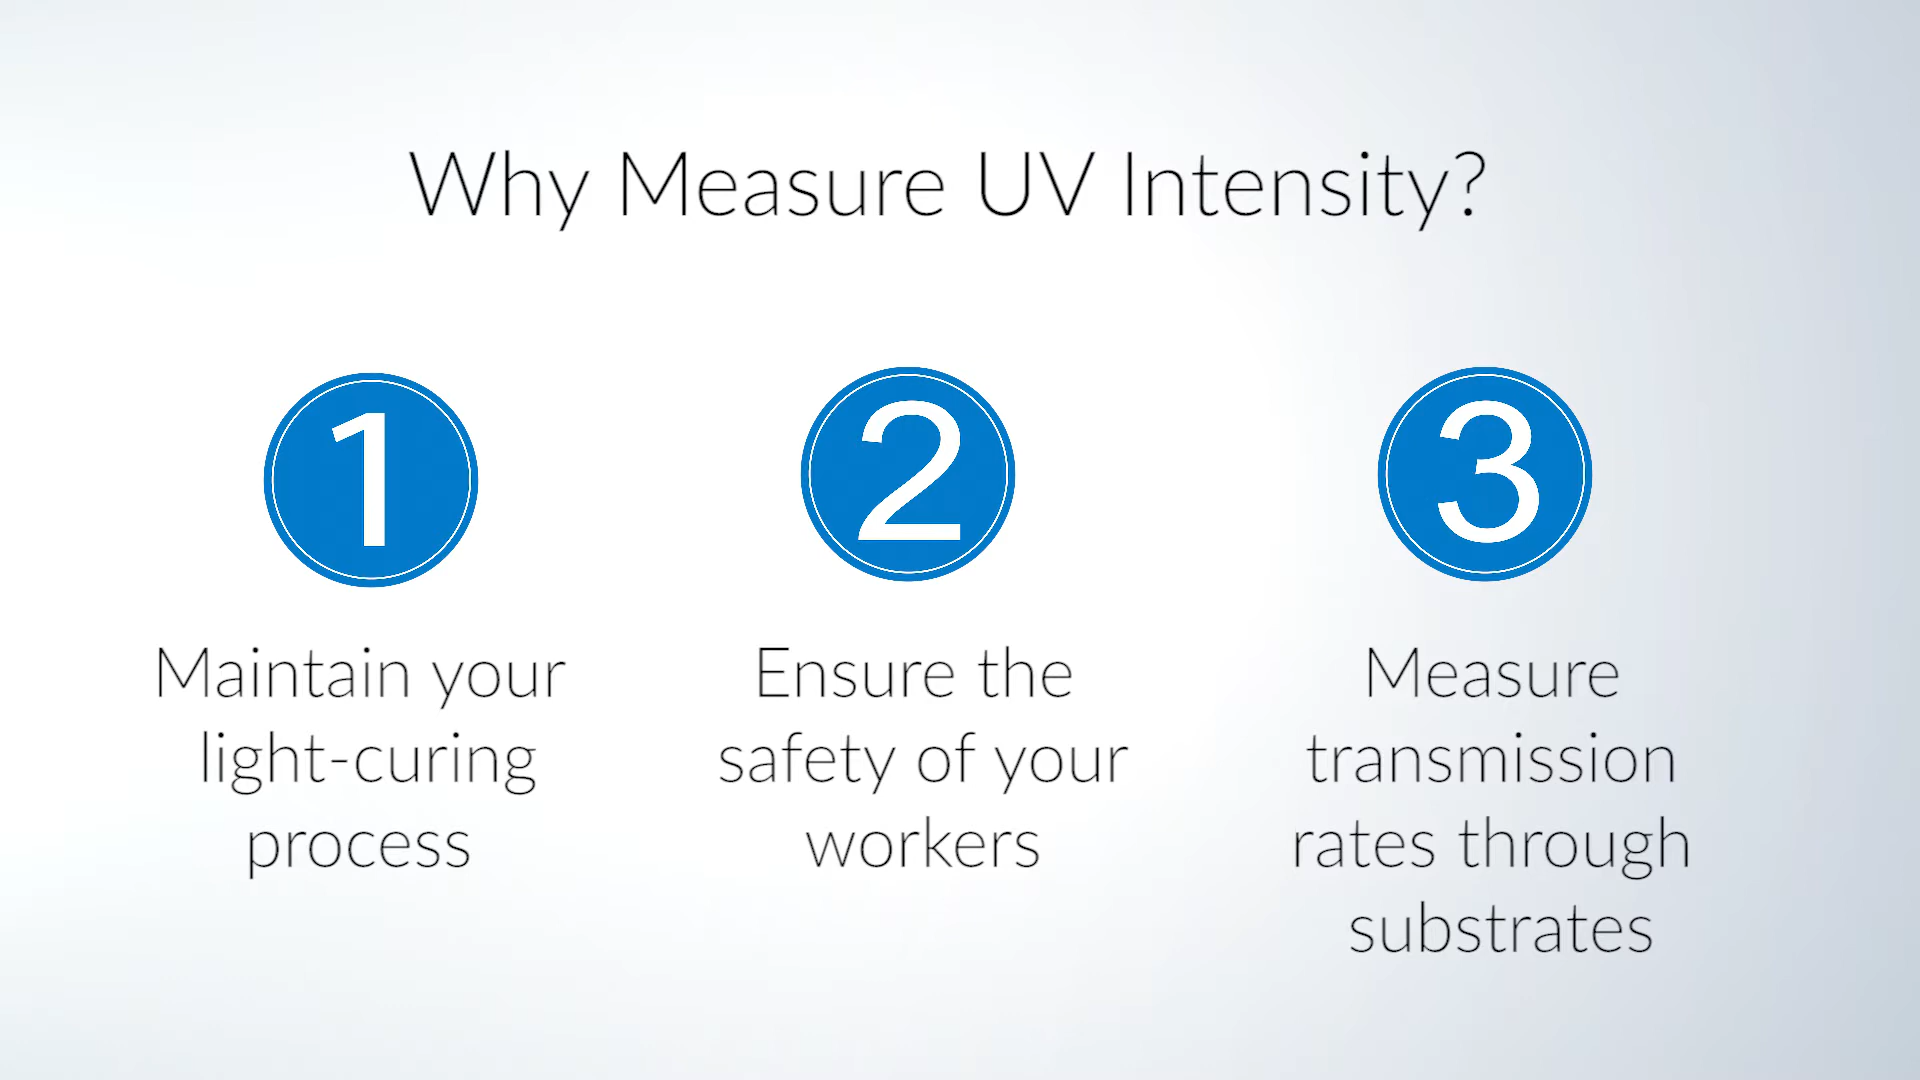 Why Measure UV Intensity?
1
Maintain your
light-curing
process
2
Ensure the
safety of your
workers
3
Measure
transmission
rates through
substrates